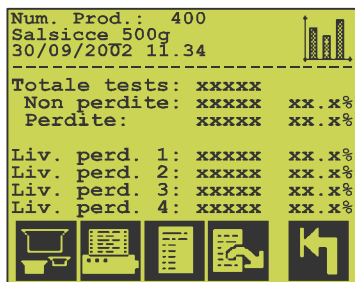 Num. Prod.: 400
Salsicce 500g
30/09/2002 11.34
Totale tests: xxxxx
Non perdite: xxxxx xx.x%
Perdite: xxxxx xx.x%
Liv. perd. 1: xxxxx xx.x%
Liv. perd. 2: xxxxx xx.x%
Liv. perd. 3: xxxxx xx.x%
Liv. perd. 4: xxxxx xx.x%